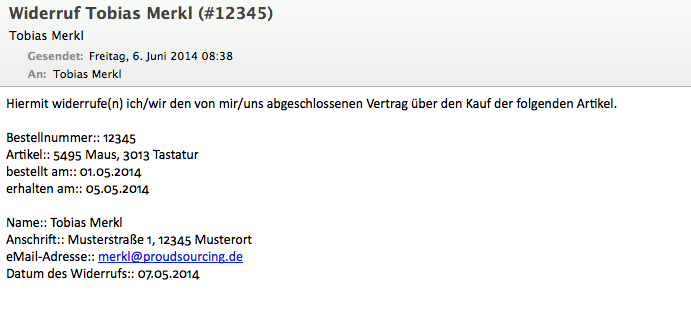 Widerruf Tobias Merkl (#12345)
Tobias Merkl
Gesendet: Freitag, 6. Juni 2014 08:38
An: Tobias Merkl
Hiermit widerrufe(n) ich/wir den von mir/uns abgeschlossenen Vertrag über den Kauf der folgenden Artikel.
Bestellnummer:: 12345
Artikel:: 5495 Maus, 3013 Tastatur
bestellt am:: 01.05.2014
erhalten am:: 05.05.2014
Name:: Tobias Merkl
Anschrift:: Musterstraße 1, 12345 Musterort
eMail-Adresse:: merkl@proudsourcing.de
Datum des Widerrufs:: 07.05.2014